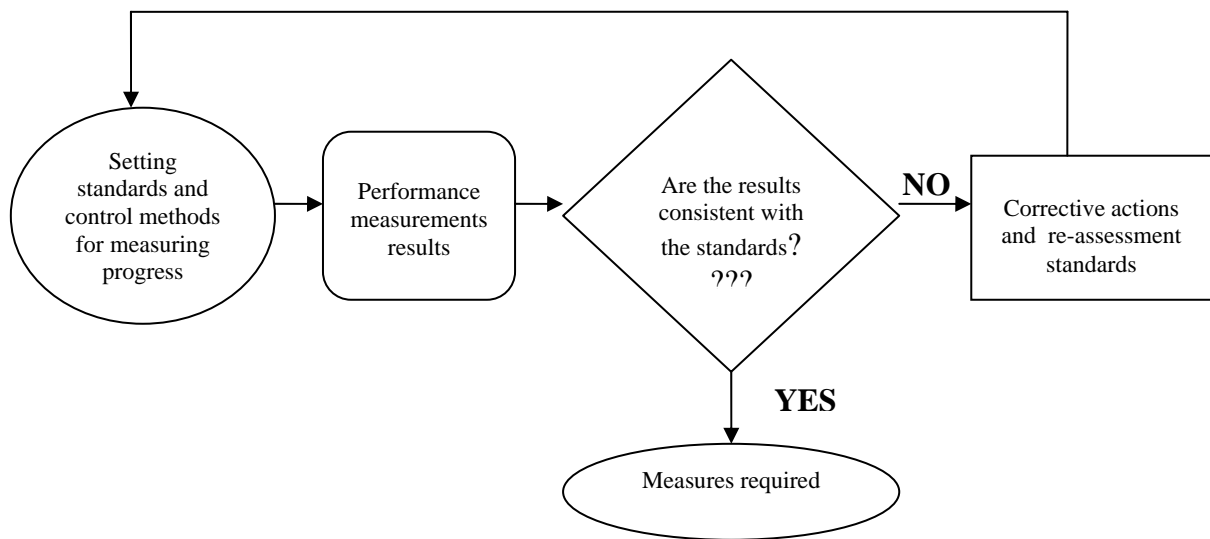 Setting
standards and
control methods
for measuring
progress
Performance
measurements
results
Are the results
consistent with
the standards?
???
NO
Corrective actions
and re-assessment
standards
YES
Measures required